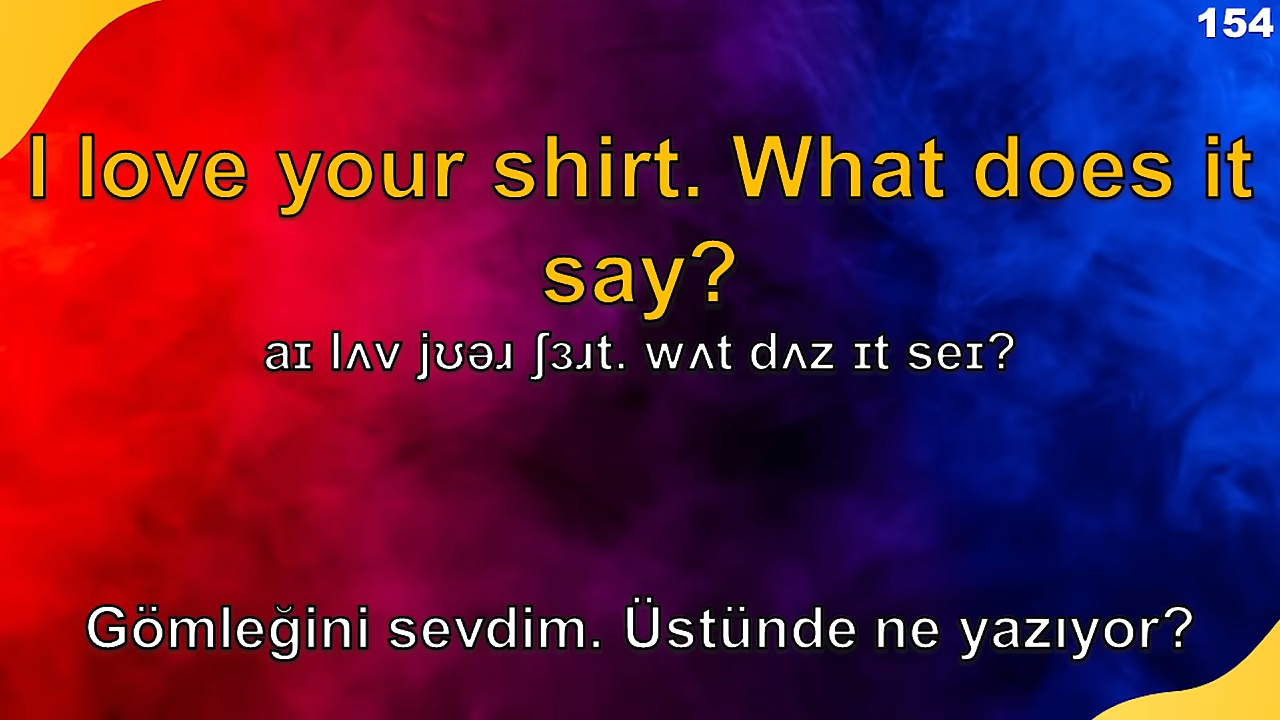 154
I love your shirt. What does it
say?
aɪ lʌv jʊəɹ ʃɜɹt. wʌt dʌz ɪt seɪ?
Gömleğini sevdim. Üstünde ne yazıyor?